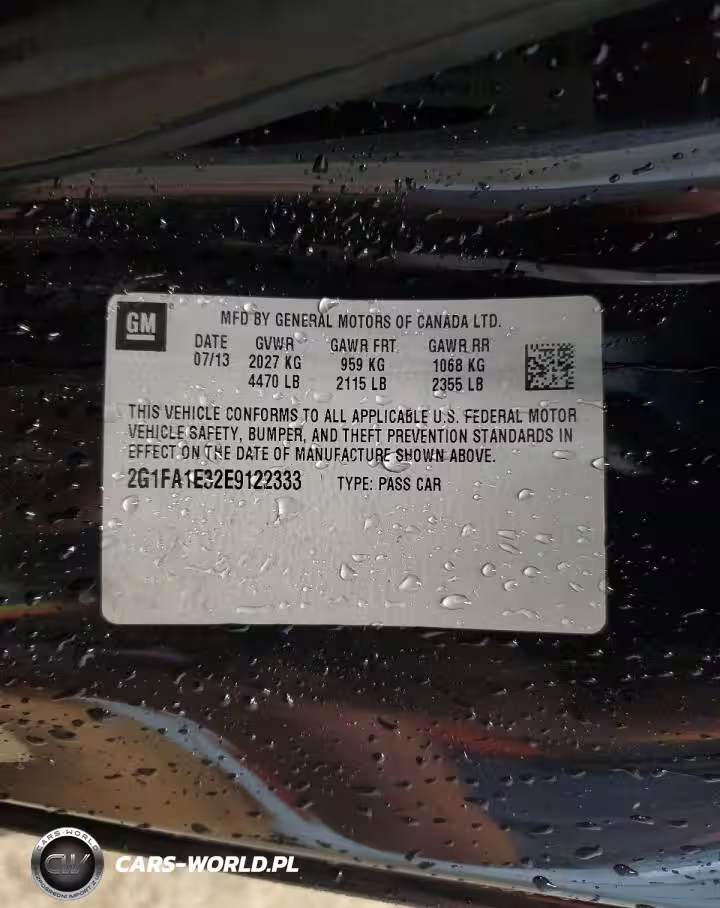 GM
MFD BY GENERAL MOTORS OF CANADA LTD.
DATE GVWR GAWR FRT GAWR RR
07/13 2027 KG 959 KG 1068 KG
4470 LB 2115 LB 2355 LB
THIS VEHICLE CONFORMS TO ALL APPLICABLE U.S. FEDERAL MOTOR
VEHICLE SAFETY, BUMPER, AND THEFT PREVENTION STANDARDS IN
EFFECT ON THE DATE OF MANUFACTURE SHOWN ABOVE.
2G1FA1E32E9122333 TYPE: PASS CAR
CARS-WORLD
CW
CARS-WORLD.PL